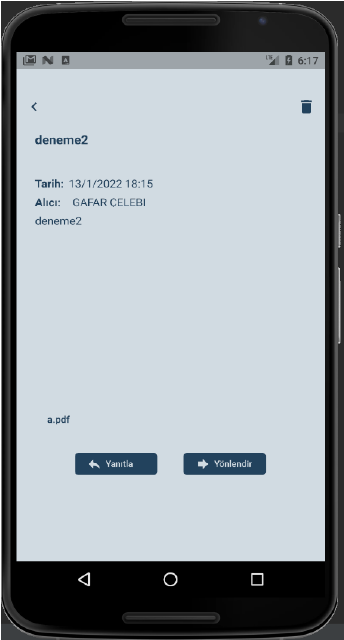 6:17
deneme2
Tarih: 13/1/2022 18:15
Alıcı: GAFAR ÇELEBİ
deneme2
a.pdf
Yanıtla
Yönlendir